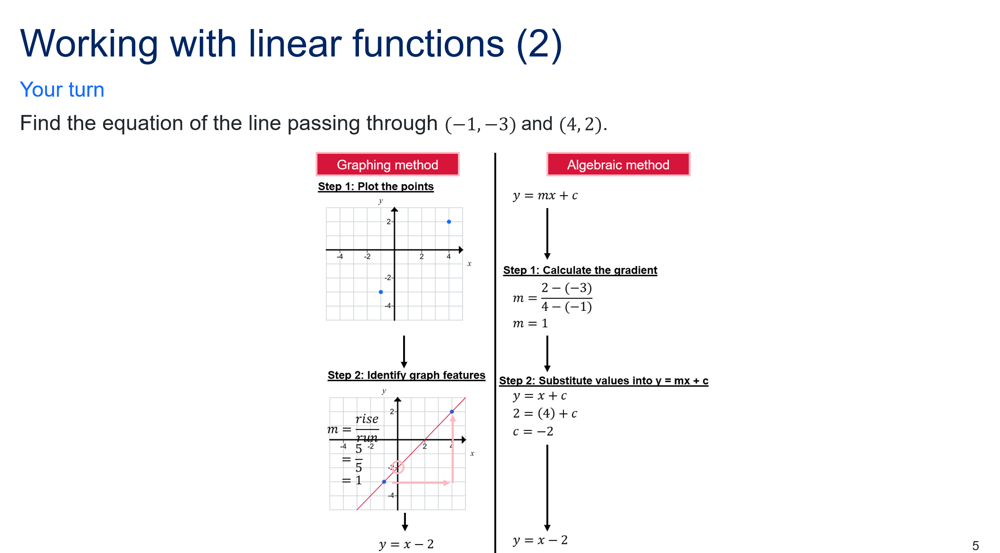 Working with linear functions (2)
Your turn
Find the equation of the line passing through (−1, −3) and (4, 2).
Graphing method
Step 1: Plot the points
y
2
-4 -2 2 4
x
-2
-4
Step 2: Identify graph features
y
2
m = rise/run
-4 -2 2 4
x
= 5/5
-2
= 1
-4
y = x − 2
Algebraic method
y = mx + c
Step 1: Calculate the gradient
m = (2 − (−3))/(4 − (−1))
m = 1
Step 2: Substitute values into y = mx + c
y = x + c
2 = (4) + c
c = −2
y = x − 2
5